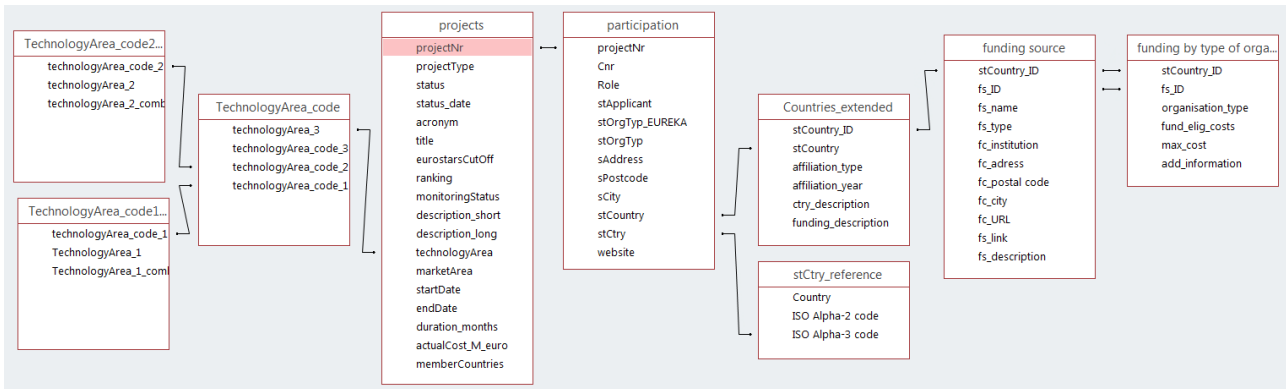 TechnologyArea_code2...
technologyArea_code_2
technologyArea_2
technologyArea_2_comb
TechnologyArea_code1...
technologyArea_code_1
TechnologyArea_1
TechnologyArea_1_coml
TechnologyArea_code
technologyArea_3
technologyArea_code_3
technologyArea_code_2
technologyArea_code_1
projects
projectNr
projectType
status
status_date
acronym
title
eurostarsCutOff
ranking
monitoringStatus
description_short
description_long
technologyArea
marketArea
startDate
endDate
duration_months
actualCost_M_euro
memberCountries
participation
projectNr
Cnr
Role
stApplicant
stOrgTyp_EUREKA
stOrgTyp
sAddress
sPostcode
sCity
stCountry
stCtry
website
Countries_extended
stCountry_ID
stCountry
affiliation_type
affiliation_year
ctry_description
funding_description
stCtry_reference
Country
ISO Alpha-2 code
ISO Alpha-3 code
funding source
stCountry_ID
fs_ID
fs_name
fs_type
fc_institution
fc_adress
fc_postal code
fc_city
fc_URL
fs_link
fs_description
funding by type of orga...
stCountry_ID
fs_ID
organisation_type
fund_elig_costs
max_cost
add_information